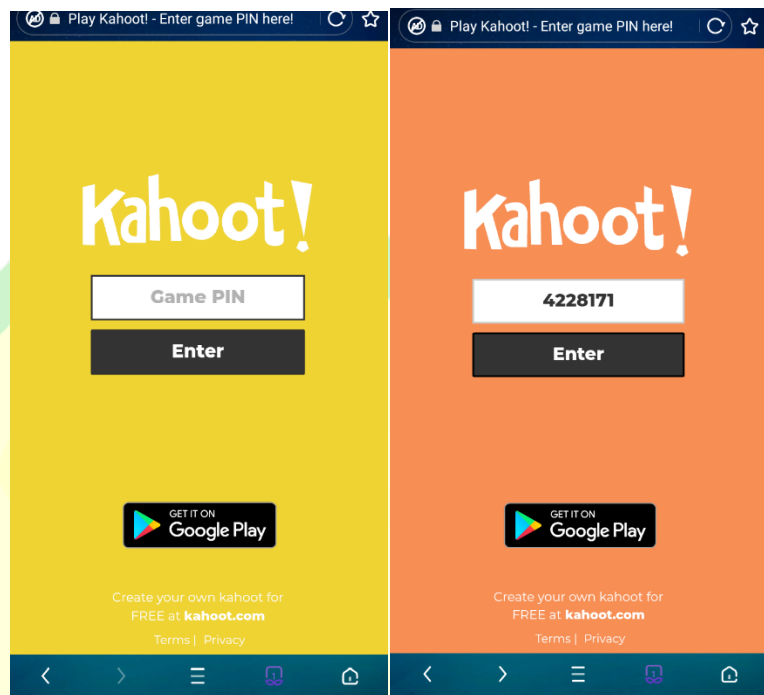 Play Kahoot! - Enter game PIN here!
Kahoot!
Game PIN
Enter
GET IT ON
Google Play
Create your own kahoot for
FREE at kahoot.com
Terms | Privacy
1
Play Kahoot! - Enter game PIN here!
Kahoot!
4228171
Enter
GET IT ON
Google Play
Create your own kahoot for
FREE at kahoot.com
Terms | Privacy
1